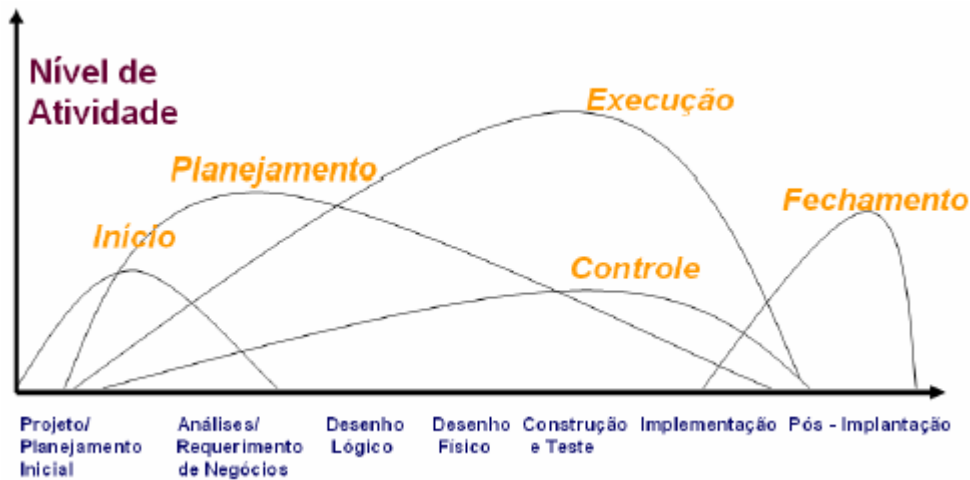 Nível de
Atividade
Execução
Planejamento
Fechamento
Início
Controle
Projeto/
Planejamento
Inicial
Análises/
Requerimento
de Negócios
Desenho
Lógico
Desenho
Físico
Construção
e Teste
Implementação
Pós - Implantação